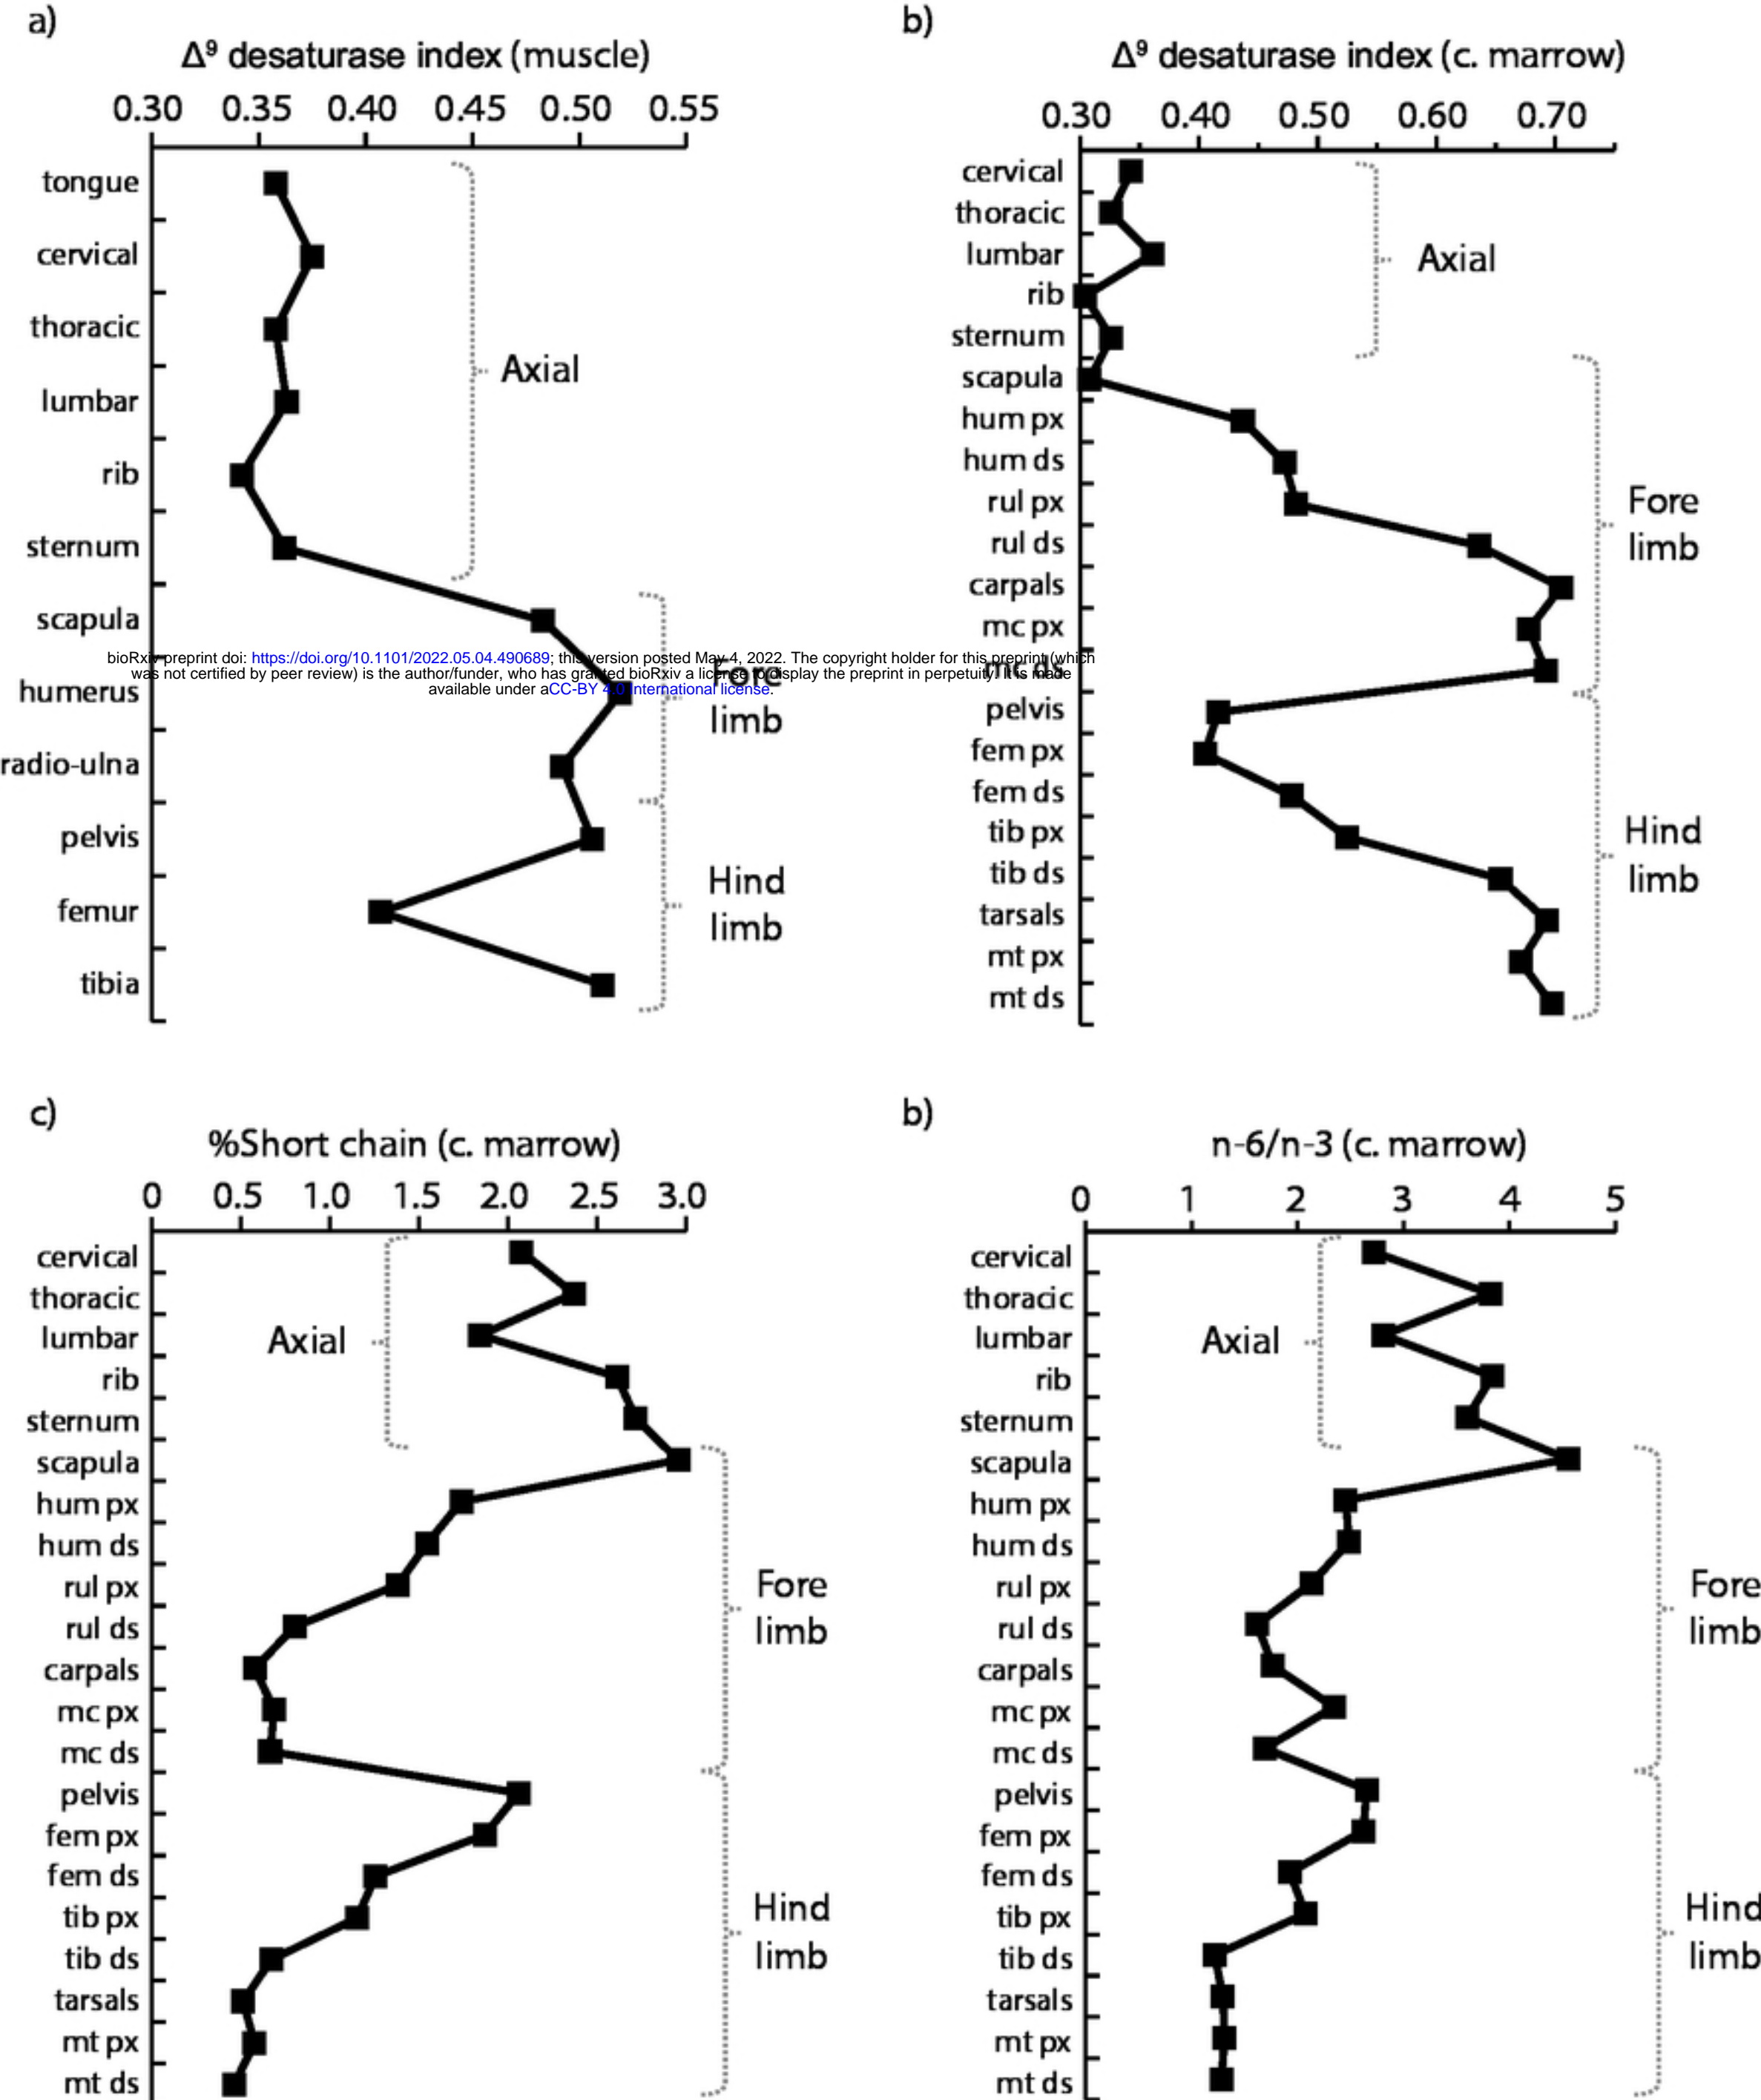 a)
Δ⁹ desaturase index (muscle)
0.30 0.35 0.40 0.45 0.50 0.55
tongue
cervical
thoracic
lumbar
rib
sternum
scapula
humerus
radio-ulna
pelvis
femur
tibia
Axial
Fore
limb
Hind
limb
b)
Δ⁹ desaturase index (c. marrow)
0.30 0.40 0.50 0.60 0.70
cervical
thoracic
lumbar
rib
sternum
scapula
hum px
hum ds
rul px
rul ds
carpals
mc px
mc ds
pelvis
fem px
fem ds
tib px
tib ds
tarsals
mt px
mt ds
Axial
Fore
limb
Hind
limb
bioRxiv preprint doi: https://doi.org/10.1101/2022.05.04.490689; this version posted May 4, 2022. The copyright holder for this preprint (which
was not certified by peer review) is the author/funder, who has granted bioRxiv a license to display the preprint in perpetuity. It is made
available under aCC-BY 4.0 International license.
c)
%Short chain (c. marrow)
0 0.5 1.0 1.5 2.0 2.5 3.0
cervical
thoracic
lumbar
rib
sternum
scapula
hum px
hum ds
rul px
rul ds
carpals
mc px
mc ds
pelvis
fem px
fem ds
tib px
tib ds
tarsals
mt px
mt ds
Axial
Fore
limb
Hind
limb
b)
n-6/n-3 (c. marrow)
0 1 2 3 4 5
cervical
thoracic
lumbar
rib
sternum
scapula
hum px
hum ds
rul px
rul ds
carpals
mc px
mc ds
pelvis
fem px
fem ds
tib px
tib ds
tarsals
mt px
mt ds
Axial
Fore
limb
Hind
limb